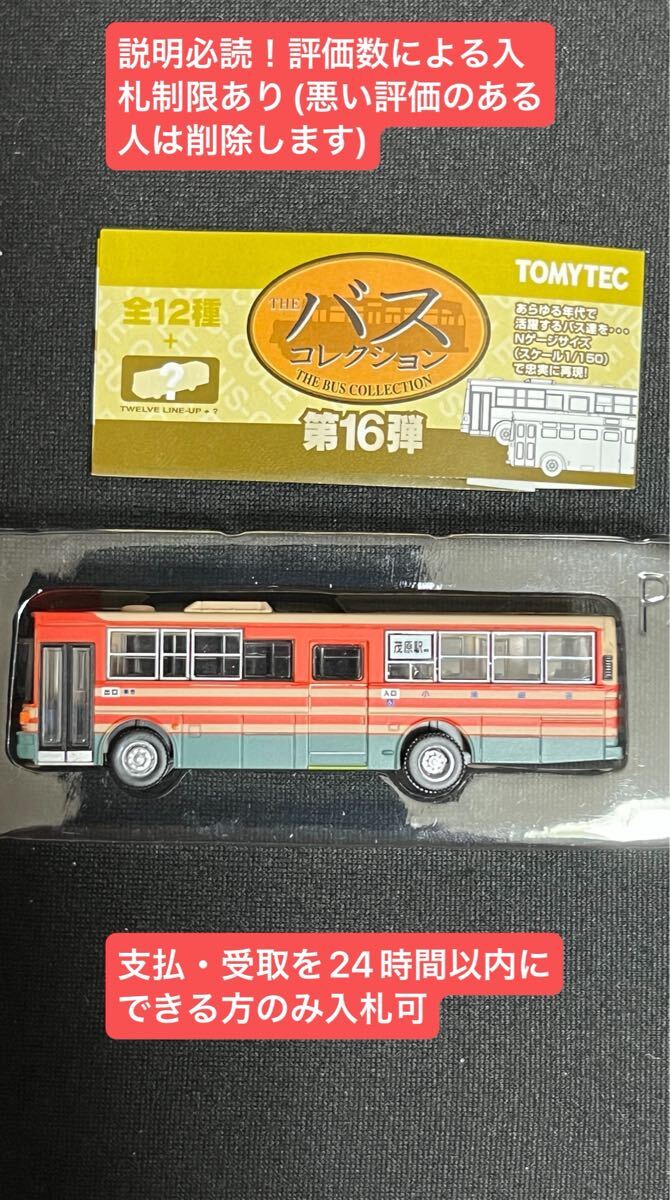 説明必読！評価数による入
札制限あり(悪い評価のある
人は削除します)
TOMYTEC
全12種
+
?
TWELVE LINE-UP + ?
THE
バス
コレクション
THE BUS COLLECTION
第16弾
あらゆる年代で
活躍するバス達を…
Nゲージサイズ
(スケール1/150)
で忠実に再現!
P
茂原駅
出口
入口
小湊鐵道
支払・受取を24時間以内に
できる方のみ入札可